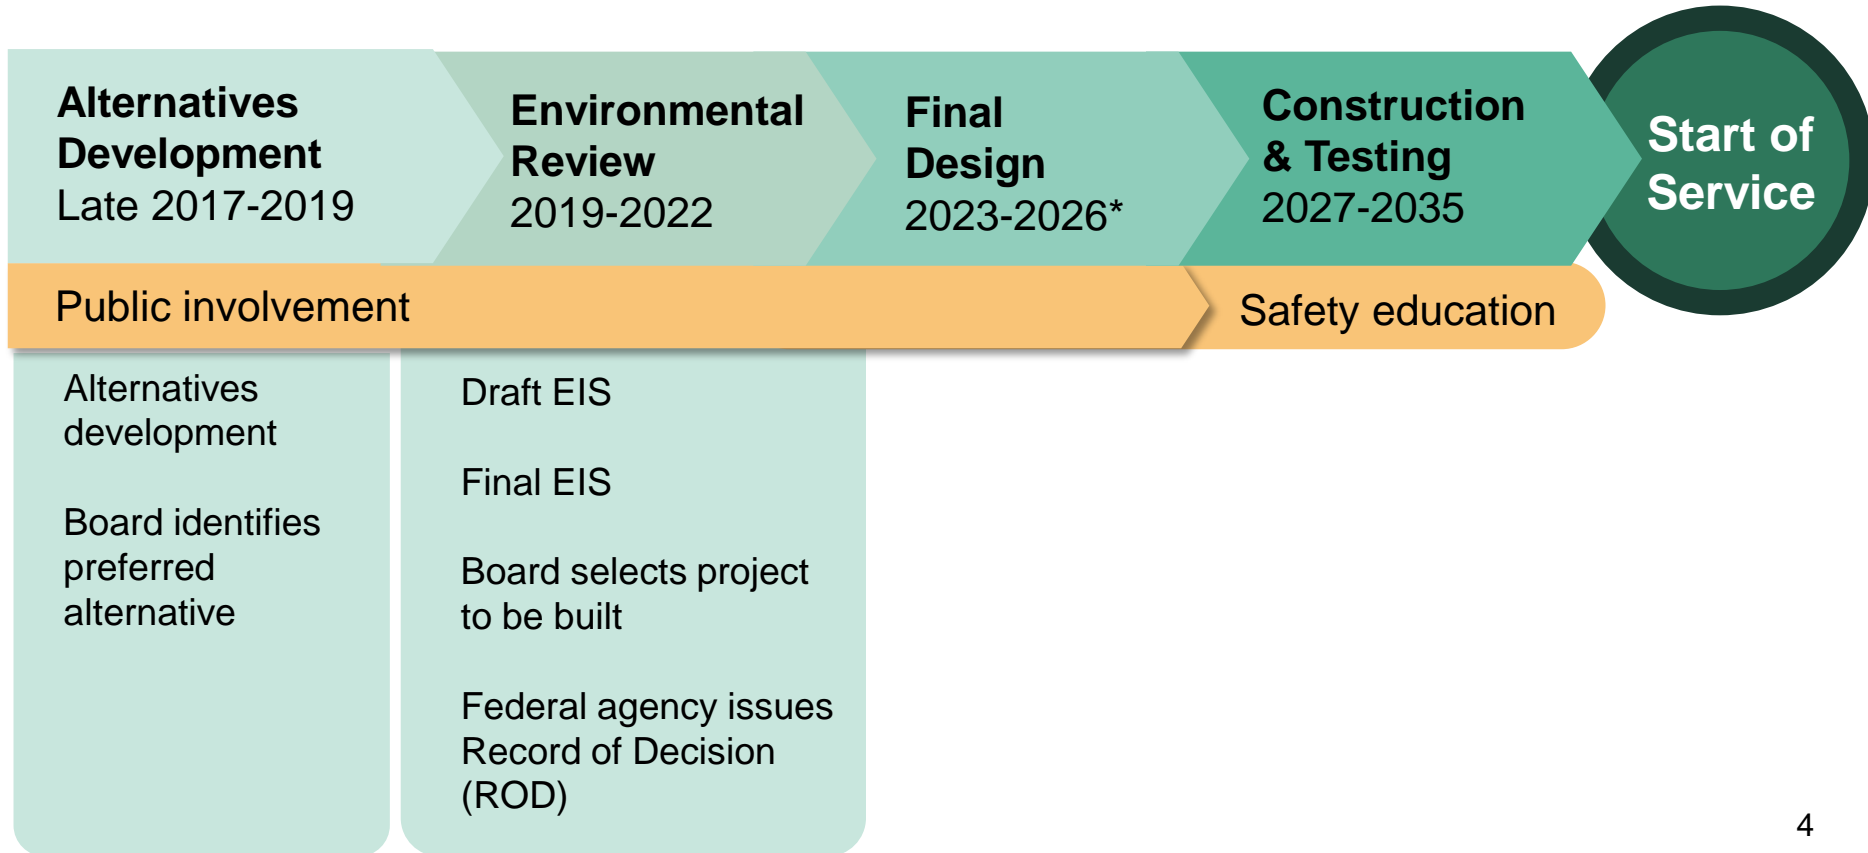 Alternatives
Development
Late 2017-2019
Environmental
Review
2019-2022
Final
Design
2023-2026*
Construction
& Testing
2027-2035
Start of
Service
Public involvement
Safety education
Alternatives
development
Board identifies
preferred
alternative
Draft EIS
Final EIS
Board selects project
to be built
Federal agency issues
Record of Decision
(ROD)
4